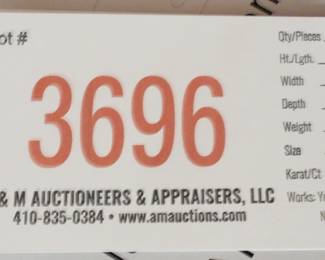 ot #
3696
& M AUCTIONEERS & APPRAISERS, LLC
410-835-0384 • www.amauctions.com
Qty/Pieces
Ht./Lgth.
Width
Depth
Weight
Size
Karat/Ct
Works: Y
N